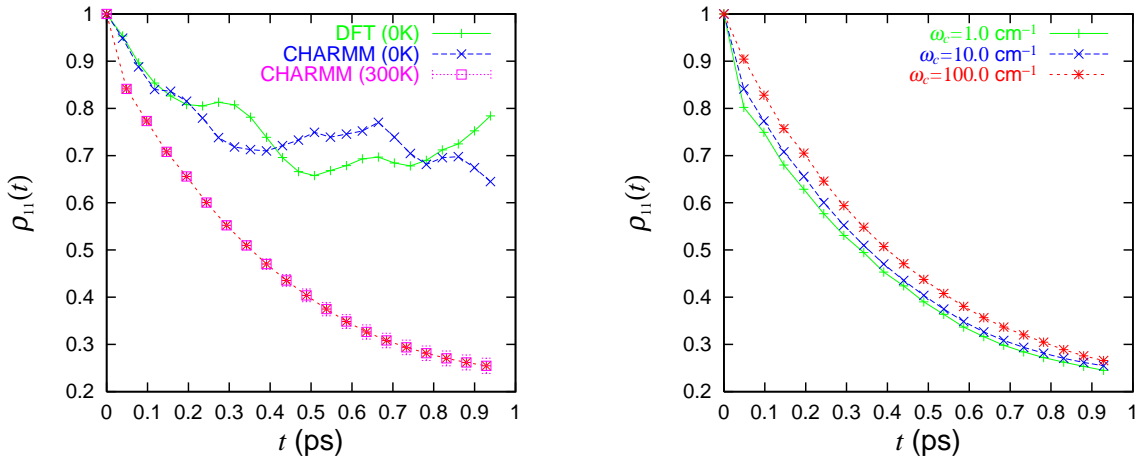 DFT (0K)
CHARMM (0K)
CHARMM (300K)
1
0.9
0.8
0.7
0.6
0.5
0.4
0.3
0.2
0 0.1 0.2 0.3 0.4 0.5 0.6 0.7 0.8 0.9 1
ρ₁₁(t)
t (ps)
ω_c=1.0 cm⁻¹
ω_c=10.0 cm⁻¹
ω_c=100.0 cm⁻¹
1
0.9
0.8
0.7
0.6
0.5
0.4
0.3
0.2
0 0.1 0.2 0.3 0.4 0.5 0.6 0.7 0.8 0.9 1
ρ₁₁(t)
t (ps)